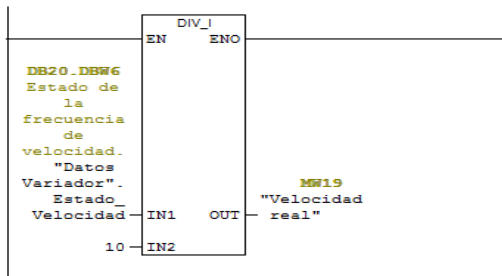 DIV_I
EN ENO
DB20.DBW6
Estado de
la
frecuencia
de
velocidad.
"Datos
Variador".
Estado_
Velocidad
IN1
OUT
MW19
"Velocidad
real"
10
IN2